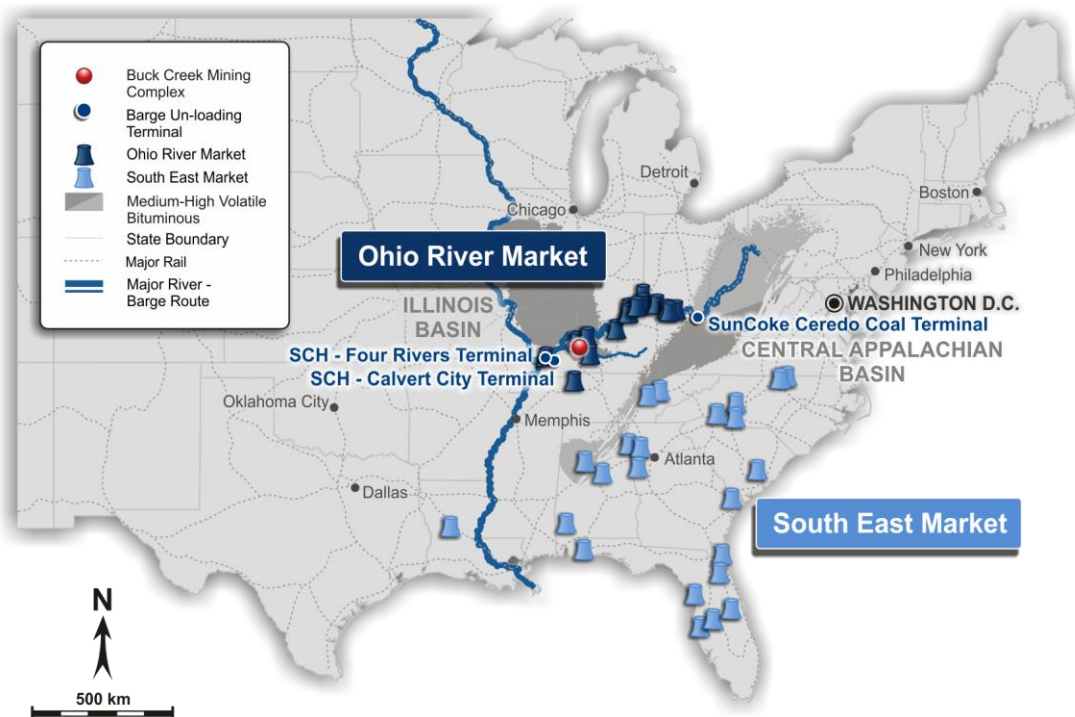 Buck Creek Mining
Complex
Barge Un-loading
Terminal
Ohio River Market
South East Market
Medium-High Volatile
Bituminous
State Boundary
Major Rail
Major River -
Barge Route
Detroit
Boston
Chicago
New York
Philadelphia
Ohio River Market
WASHINGTON D.C.
ILLINOIS
BASIN
SunCoke Ceredo Coal Terminal
CENTRAL APPALACHIAN
BASIN
SCH - Four Rivers Terminal
SCH - Calvert City Terminal
Oklahoma City
Memphis
Atlanta
Dallas
South East Market
N
500 km